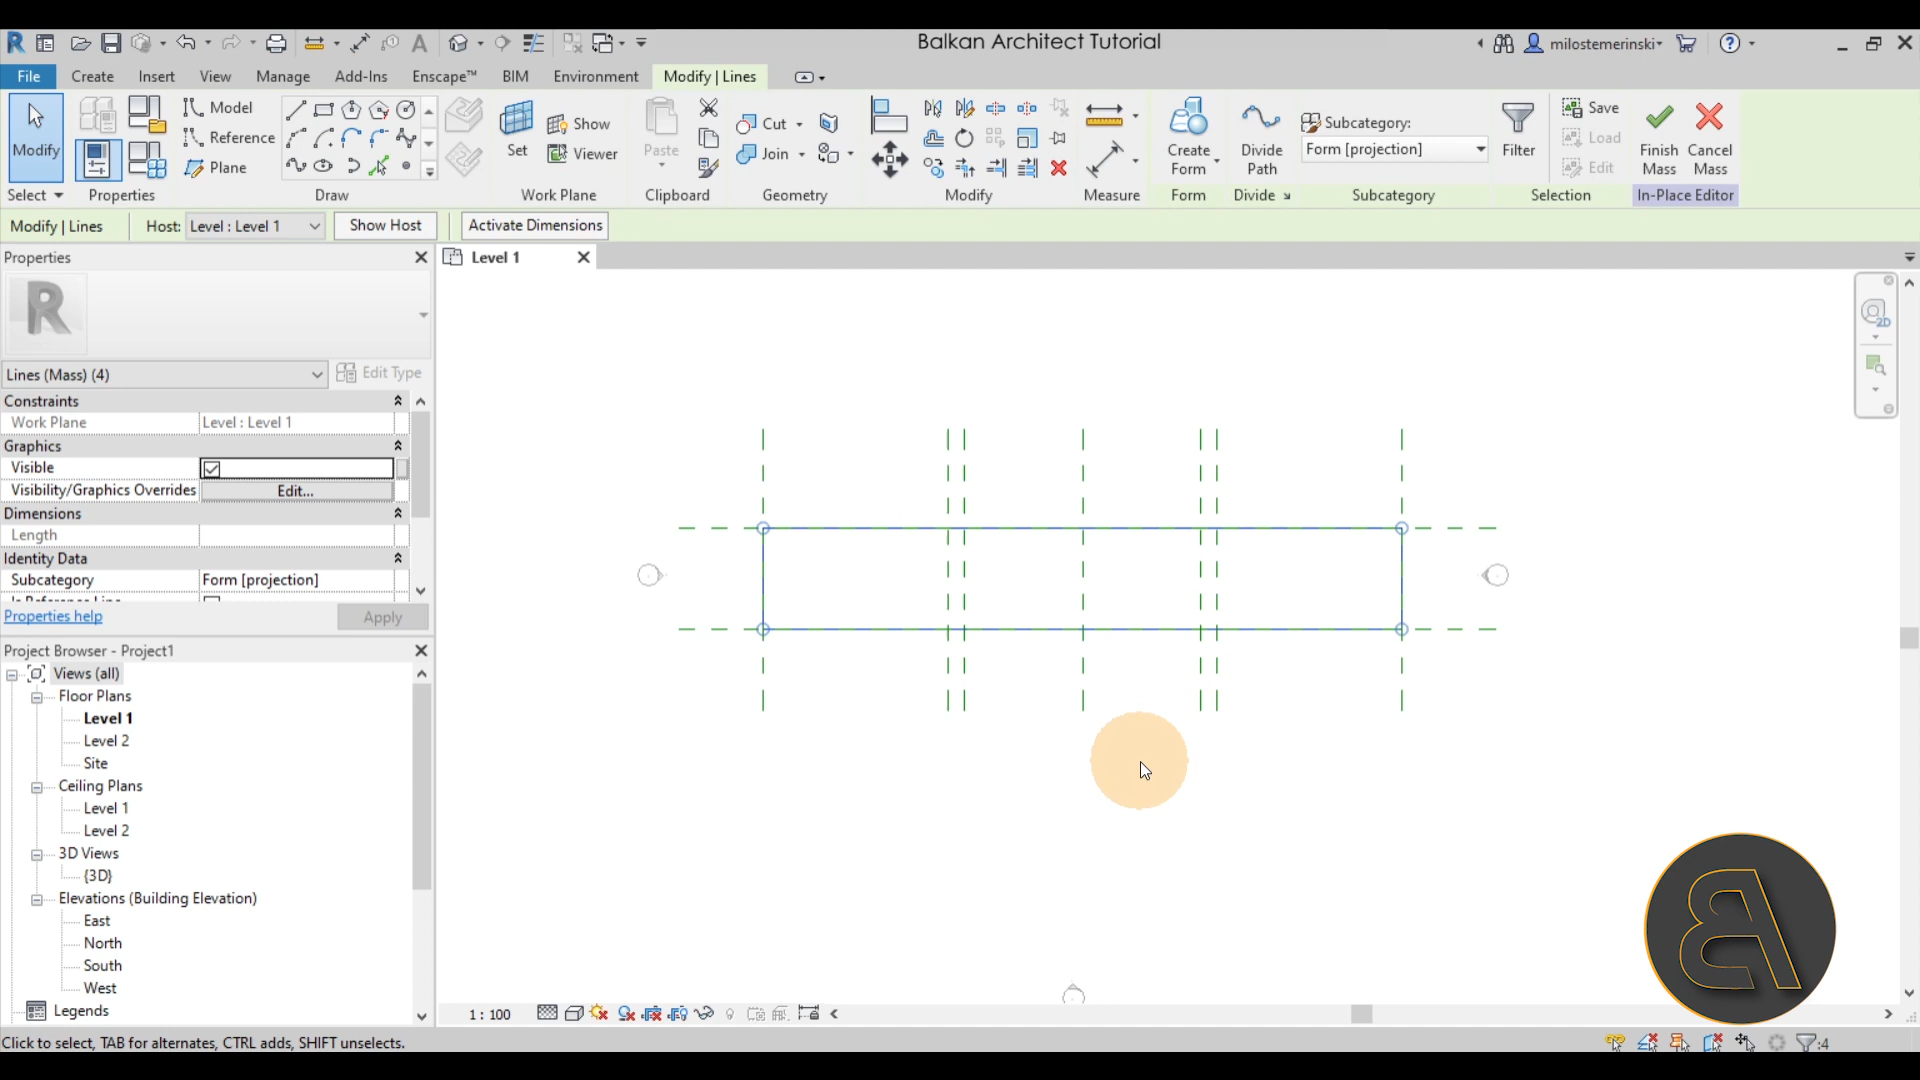 Balkan Architect Tutorial
milostemerinski
File Create Insert View Manage Add-Ins Enscape™ BIM Environment Modify | Lines
Modify
Model
Reference
Plane
Set
Show
Viewer
Paste
Cut
Join
Create
Form
Divide
Path
Subcategory:
Form [projection]
Filter
Save
Load
Edit
Finish
Mass
Cancel
Mass
Select Properties Draw Work Plane Clipboard Geometry Modify Measure Form Divide Subcategory Selection In-Place Editor
Modify | Lines Host: Level : Level 1 Show Host Activate Dimensions
Properties
Level 1
R
2D
Lines (Mass) (4) Edit Type
Constraints
Work Plane Level : Level 1
Graphics
Visible
Visibility/Graphics Overrides Edit...
Dimensions
Length
Identity Data
Subcategory Form [projection]
Properties help Apply
Project Browser - Project1
Views (all)
Floor Plans
Level 1
Level 2
Site
Ceiling Plans
Level 1
Level 2
3D Views
{3D}
Elevations (Building Elevation)
East
North
South
West
Legends
1 : 100
Click to select, TAB for alternates, CTRL adds, SHIFT unselects.
:4
B